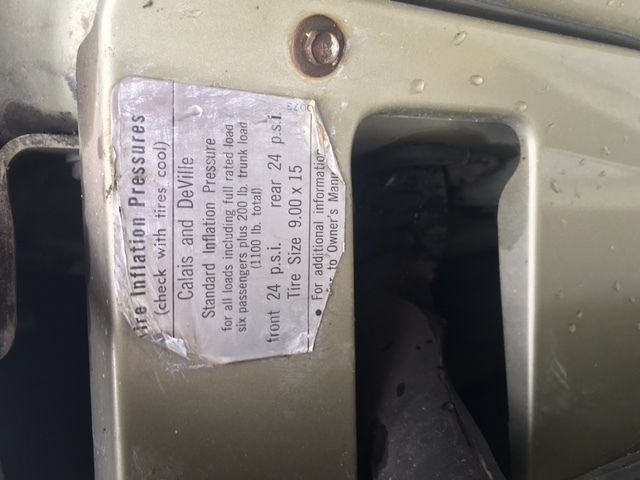 Tire Inflation Pressures
(check with tires cool)
Calais and DeVille
Standard Inflation Pressure
for all loads including full rated load
six passengers plus 200 lb. trunk load
(1100 lb. total)
front 24 p.s.i. rear 24 p.s.i.
Tire Size 9.00 x 15
• For additional information
to Owner's Manu